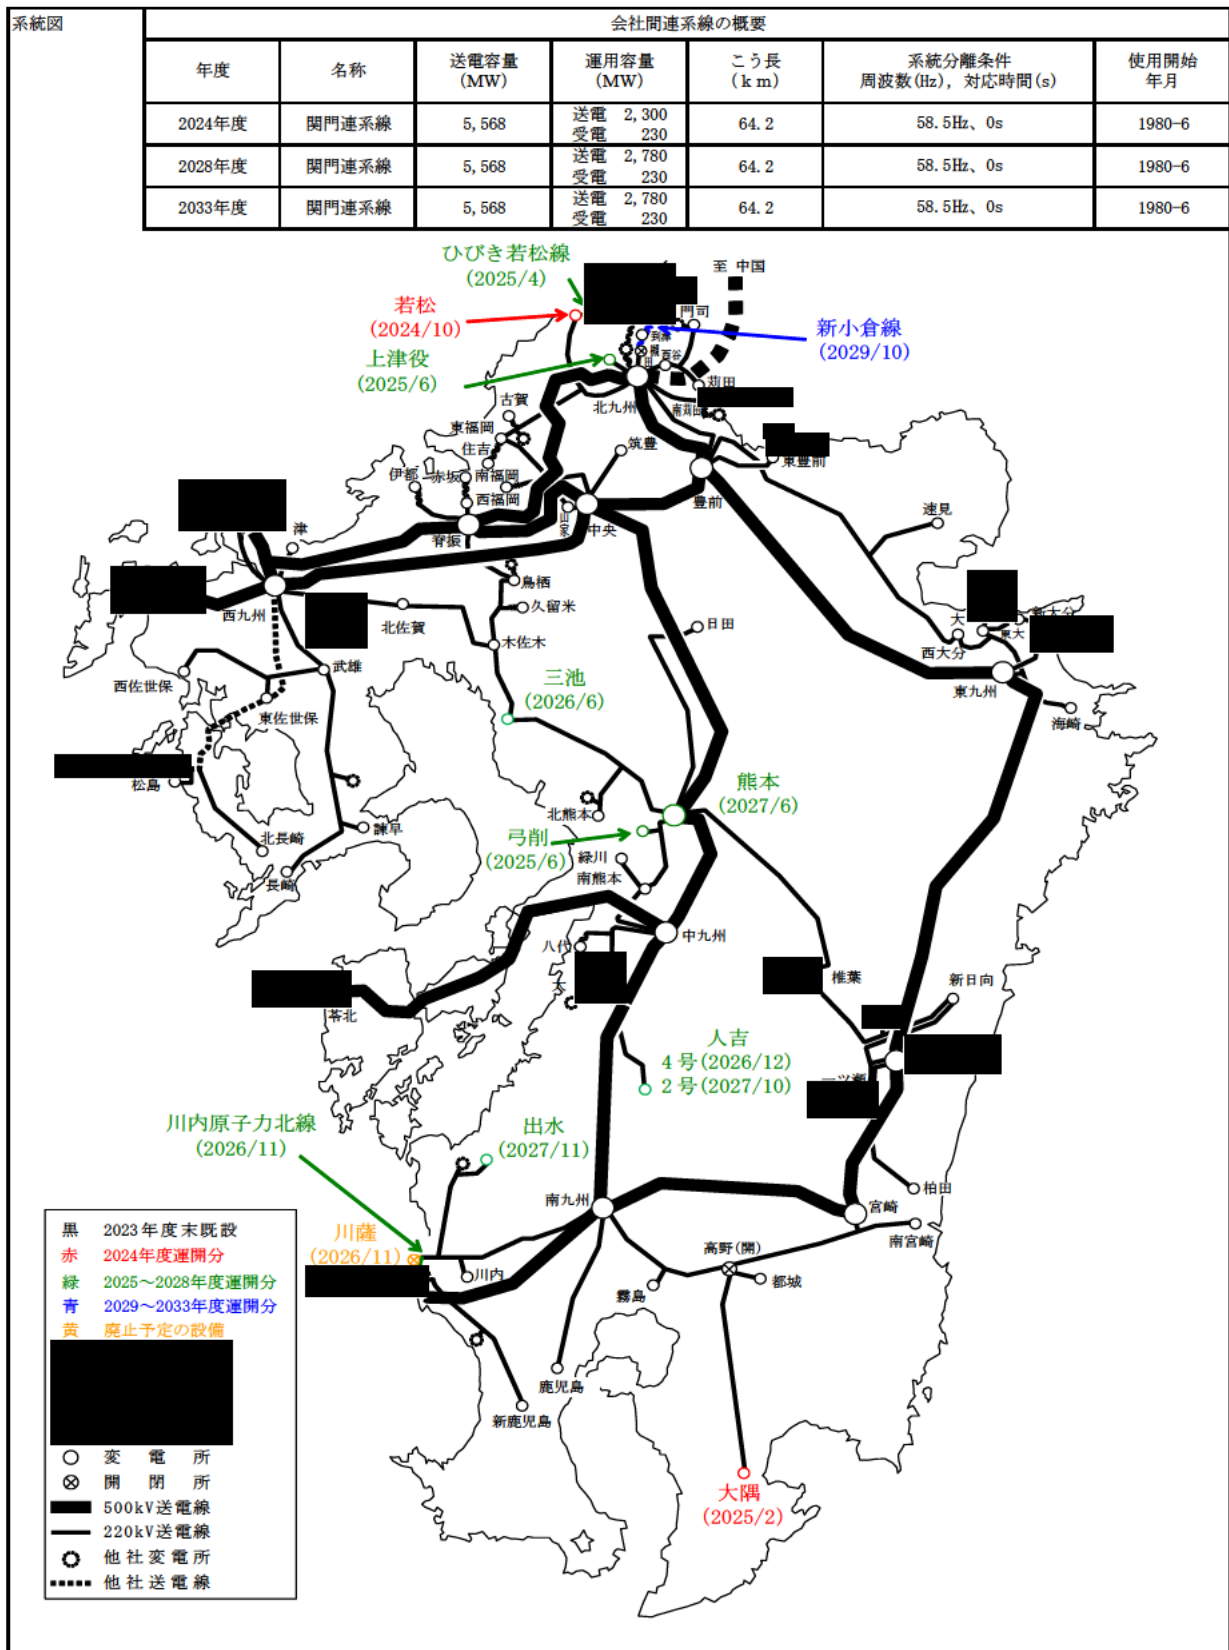 系統図
会社間連系線の概要
年度 名称 送電容量(MW) 運用容量(MW) こう長(km) 系統分離条件 周波数(Hz), 対応時間(s) 使用開始年月
2024年度 関門連系線 5,568 送電 2,300 受電 230 64.2 58.5Hz、0s 1980-6
2028年度 関門連系線 5,568 送電 2,780 受電 230 64.2 58.5Hz、0s 1980-6
2033年度 関門連系線 5,568 送電 2,780 受電 230 64.2 58.5Hz、0s 1980-6
ひびき若松線
(2025/4)
至 中国
若松
(2024/10)
門司
新小倉線
(2029/10)
到津
上津役
(2025/6)
苅田
北九州
南苅田
古賀
東福岡
住吉
筑豊
伊都
赤坂
南福岡
西福岡
東豊前
豊前
山家
中央
脊振
速見
津
鳥栖
久留米
西九州
北佐賀
木佐木
日田
新大分
大
東大
西大分
東九州
海崎
武雄
西佐世保
東佐世保
三池
(2026/6)
松島
熊本
(2027/6)
北熊本
弓削
(2025/6)
諫早
北長崎
長崎
緑川
南熊本
中九州
八代
大
椎葉
新日向
苓北
人吉
4号(2026/12)
2号(2027/10)
一ツ瀬
川内原子力北線
(2026/11)
出水
(2027/11)
柏田
南九州
宮崎
南宮崎
川薩
(2026/11)
川内
高野(開)
都城
霧島
鹿児島
新鹿児島
大隅
(2025/2)
黒 2023年度末既設
赤 2024年度運開分
緑 2025～2028年度運開分
青 2029～2033年度運開分
黄 廃止予定の設備
変電所
開閉所
500kV送電線
220kV送電線
他社変電所
他社送電線